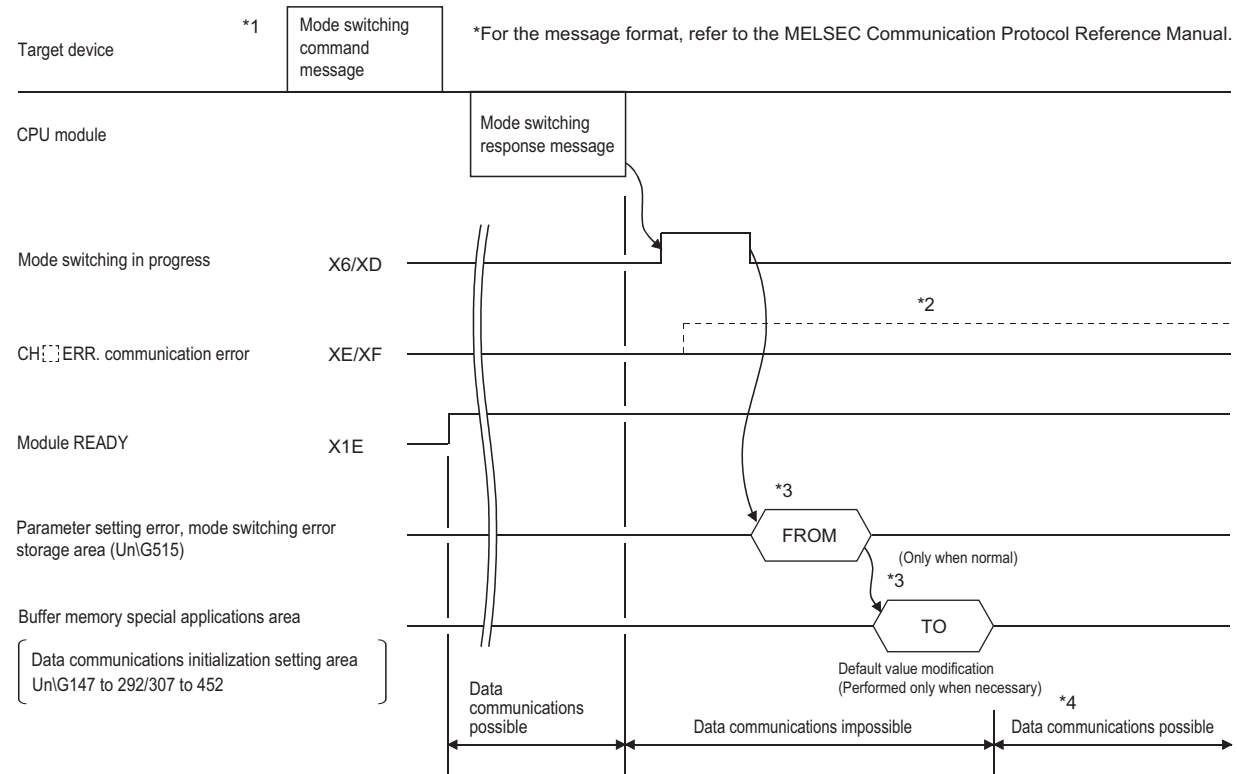 *1
Mode switching
command
message
*For the message format, refer to the MELSEC Communication Protocol Reference Manual.
Target device
CPU module
Mode switching
response message
Mode switching in progress
X6/XD
*2
CH ERR. communication error
XE/XF
Module READY
X1E
*3
Parameter setting error, mode switching error
storage area (Un\G515)
FROM
(Only when normal)
*3
Buffer memory special applications area
TO
Data communications initialization setting area
Un\G147 to 292/307 to 452
Default value modification
(Performed only when necessary)
*4
Data
communications
possible
Data communications impossible
Data communications possible